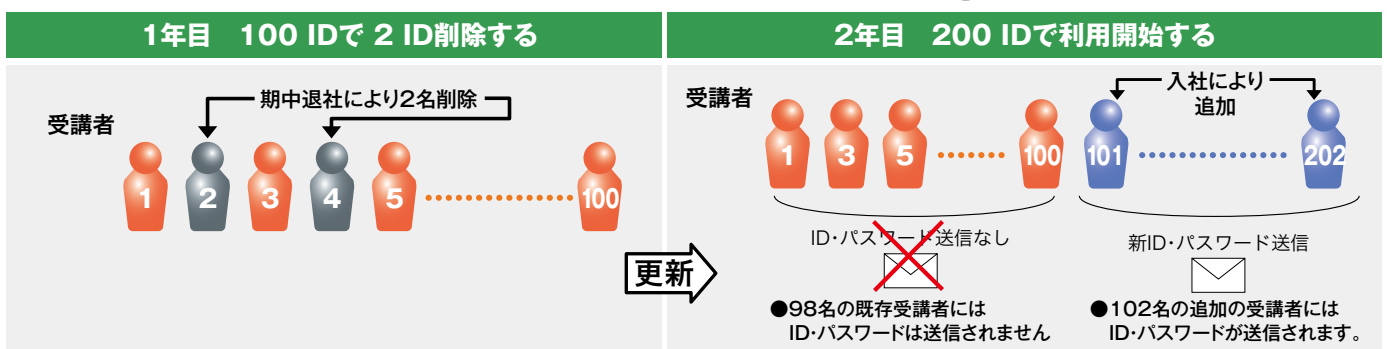 1年目 100 IDで 2 ID削除する
受講者
期中退社により2名削除
1 2 3 4 5 100
更新
2年目 200 IDで利用開始する
受講者
入社により
追加
1 3 5 100 101 202
ID・パスワード送信なし
●98名の既存受講者には
ID・パスワードは送信されません
新ID・パスワード送信
●102名の追加の受講者には
ID・パスワードが送信されます。